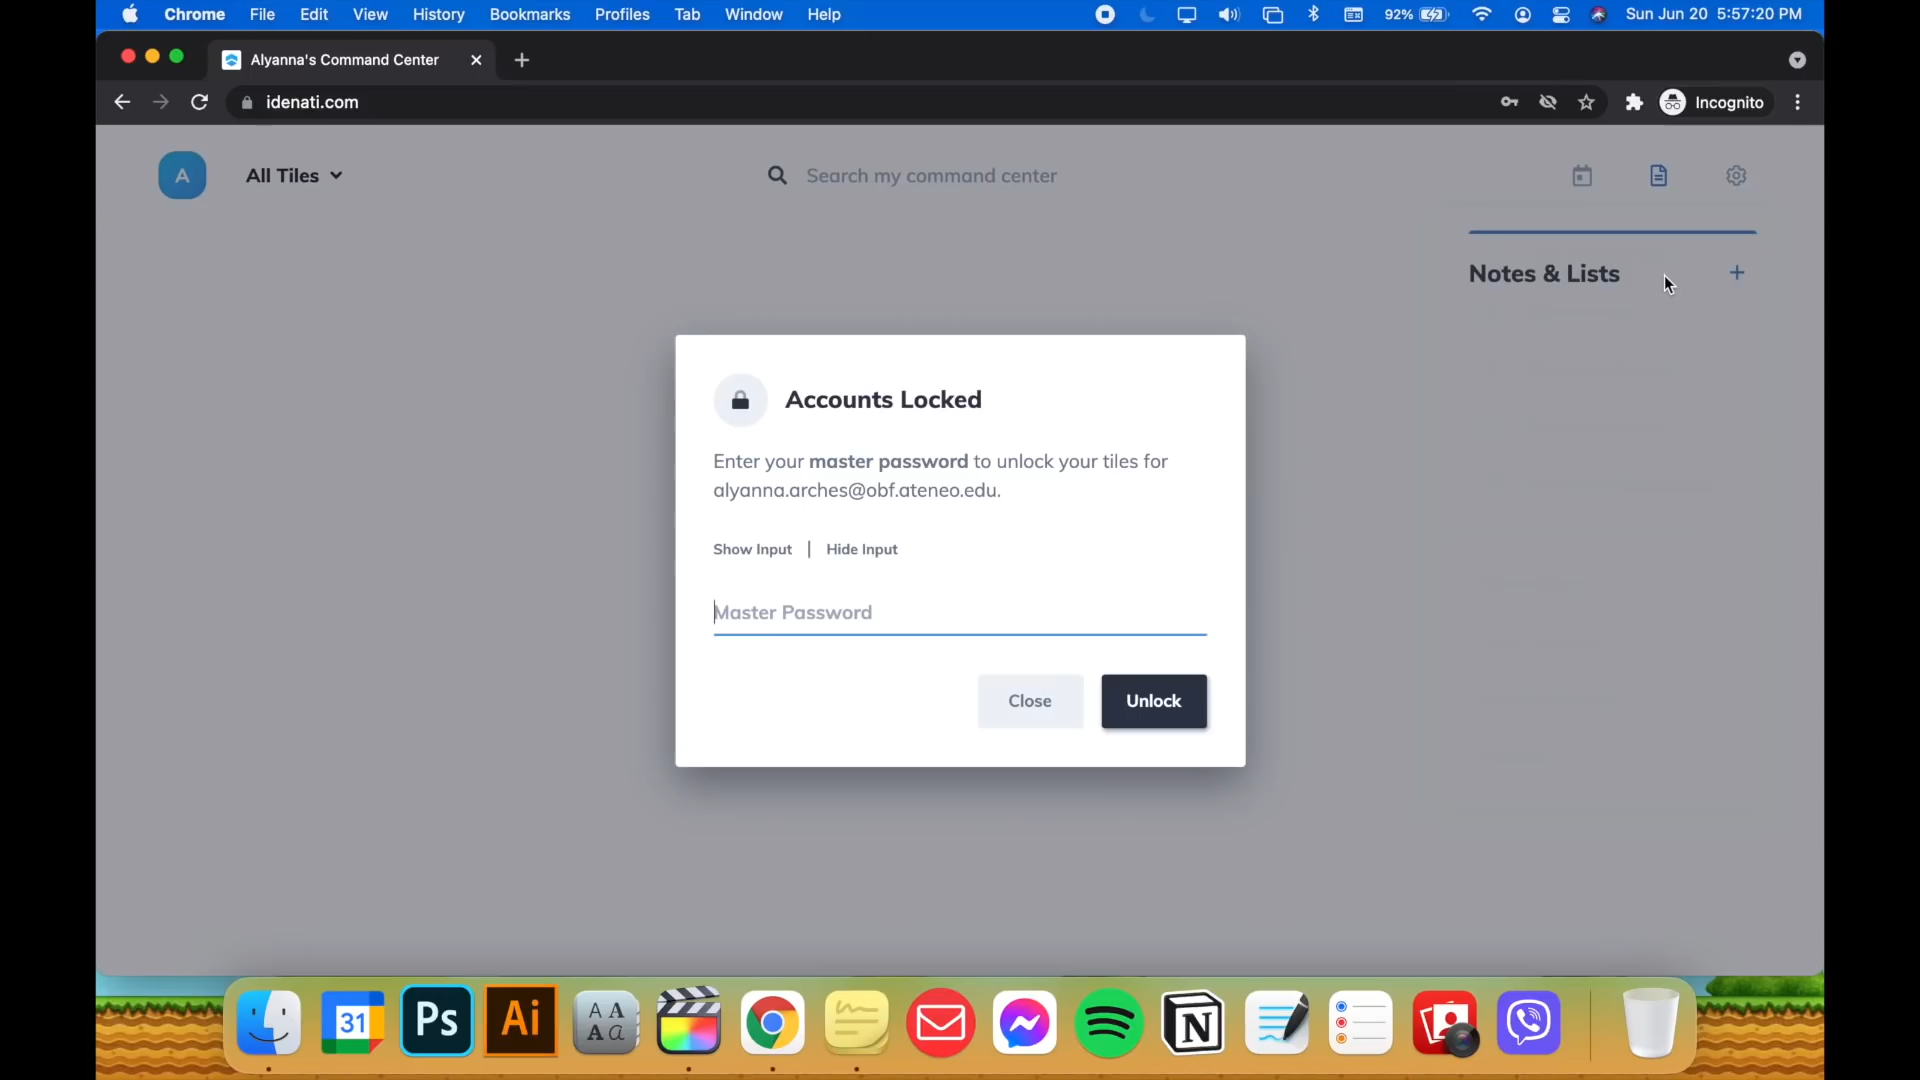 Chrome File Edit View History Bookmarks Profiles Tab Window Help 92% Sun Jun 20 5:57:20 PM
Alyanna's Command Center
idenati.com Incognito
A All Tiles Search my command center
Notes & Lists
Accounts Locked
Enter your master password to unlock your tiles for
alyanna.arches@obf.ateneo.edu.
Show Input | Hide Input
Master Password
Close Unlock
31 Ps Ai A A A a N